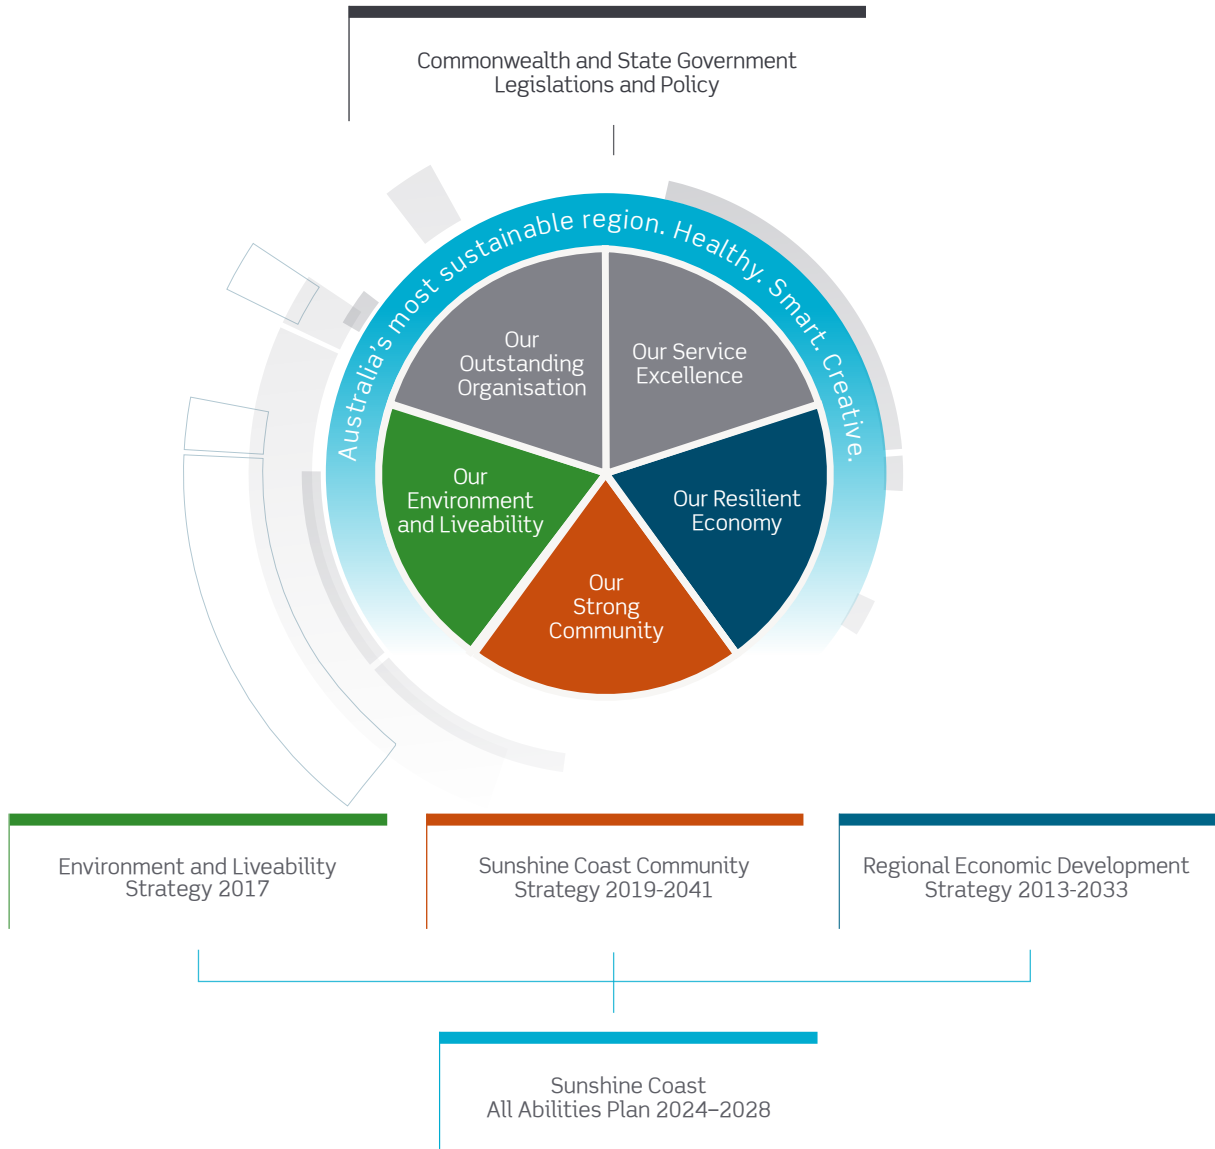 Commonwealth and State Government
Legislations and Policy
Australia's most sustainable region. Healthy. Smart. Creative.
Our
Outstanding
Organisation
Our Service
Excellence
Our
Environment
and Liveability
Our Resilient
Economy
Our
Strong
Community
Environment and Liveability
Strategy 2017
Sunshine Coast Community
Strategy 2019-2041
Regional Economic Development
Strategy 2013-2033
Sunshine Coast
All Abilities Plan 2024–2028